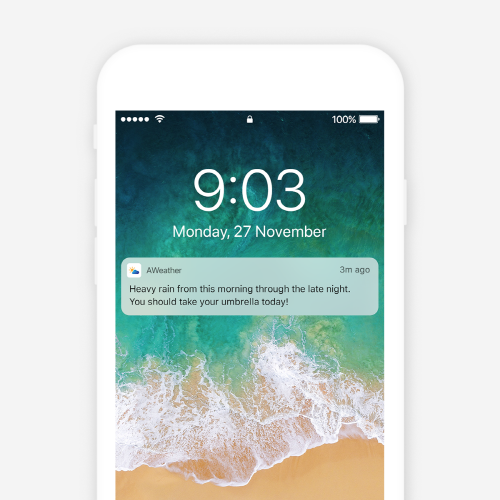 100%
9:03
Monday, 27 November
AWeather
3m ago
Heavy rain from this morning through the late night.
You should take your umbrella today!